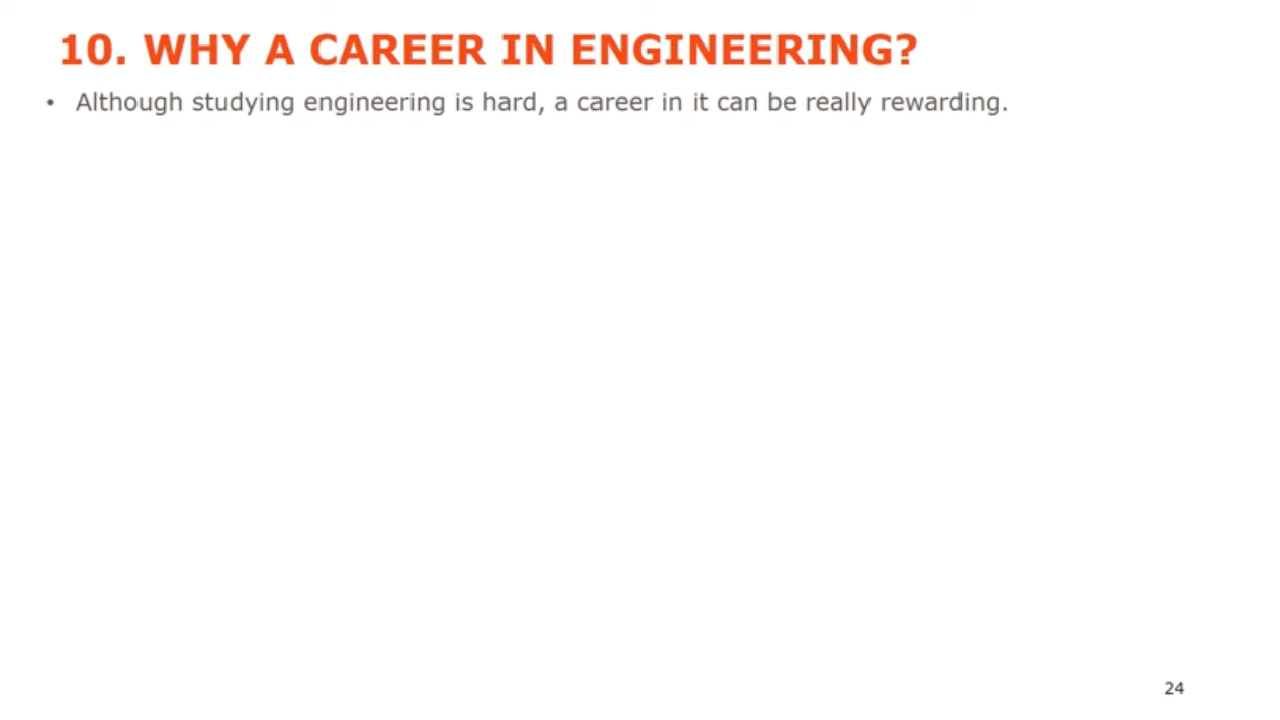 10. WHY A CAREER IN ENGINEERING?
• Although studying engineering is hard, a career in it can be really rewarding.
24